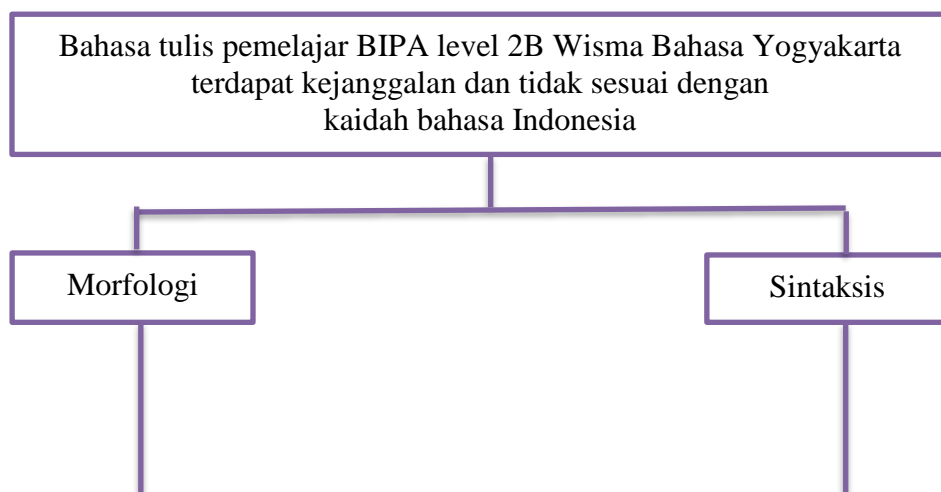 Bahasa tulis pemelajar BIPA level 2B Wisma Bahasa Yogyakarta
terdapat kejanggalan dan tidak sesuai dengan
kaidah bahasa Indonesia
Morfologi
Sintaksis